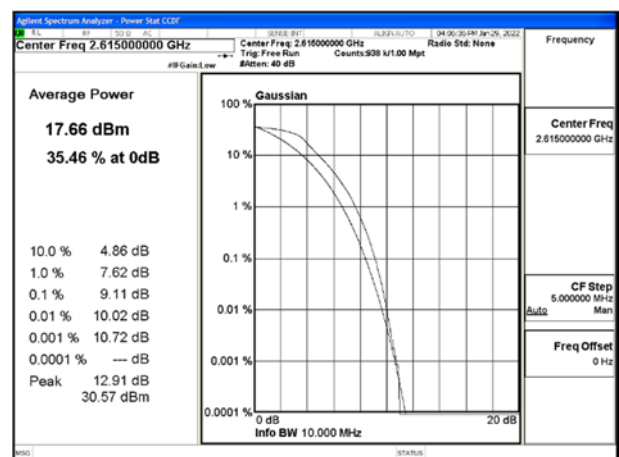 Agilent Spectrum Analyzer - Power Stat CCDF
RL RF 50 Ω AC SENSE:INT ALIGN AUTO 04:06:36 PM Jan 29, 2022
Center Freq 2.615000000 GHz
Center Freq: 2.615000000 GHz Radio Std: None
Trig: Free Run Counts:938 k/1.00 Mpt
#IFGain:Low #Atten: 40 dB
Frequency
Average Power
17.66 dBm
35.46 % at 0dB
10.0 % 4.86 dB
1.0 % 7.62 dB
0.1 % 9.11 dB
0.01 % 10.02 dB
0.001 % 10.72 dB
0.0001 % --- dB
Peak 12.91 dB
30.57 dBm
Gaussian
100 %
10 %
1 %
0.1 %
0.01 %
0.001 %
0.0001 %
0 dB 20 dB
Info BW 10.000 MHz
Center Freq
2.615000000 GHz
CF Step
5.000000 MHz
Auto Man
Freq Offset
0 Hz
MSG STATUS